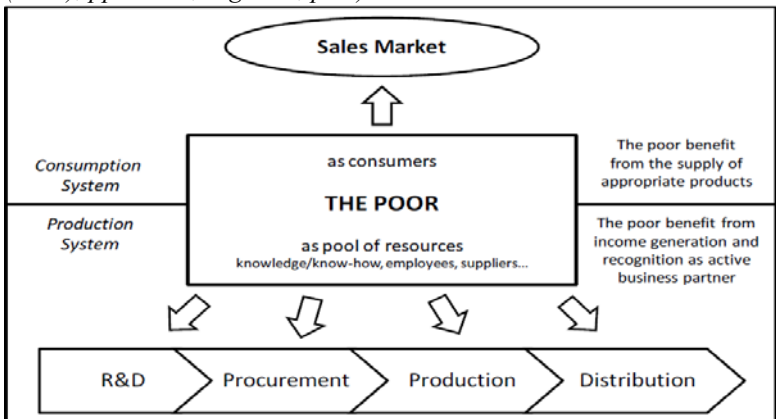 Sales Market
as consumers
Consumption
System
The poor benefit
from the supply of
appropriate products
THE POOR
Production
System
The poor benefit from
income generation and
recognition as active
business partner
as pool of resources
knowledge/know-how, employees, suppliers...
R&D
Procurement
Production
Distribution